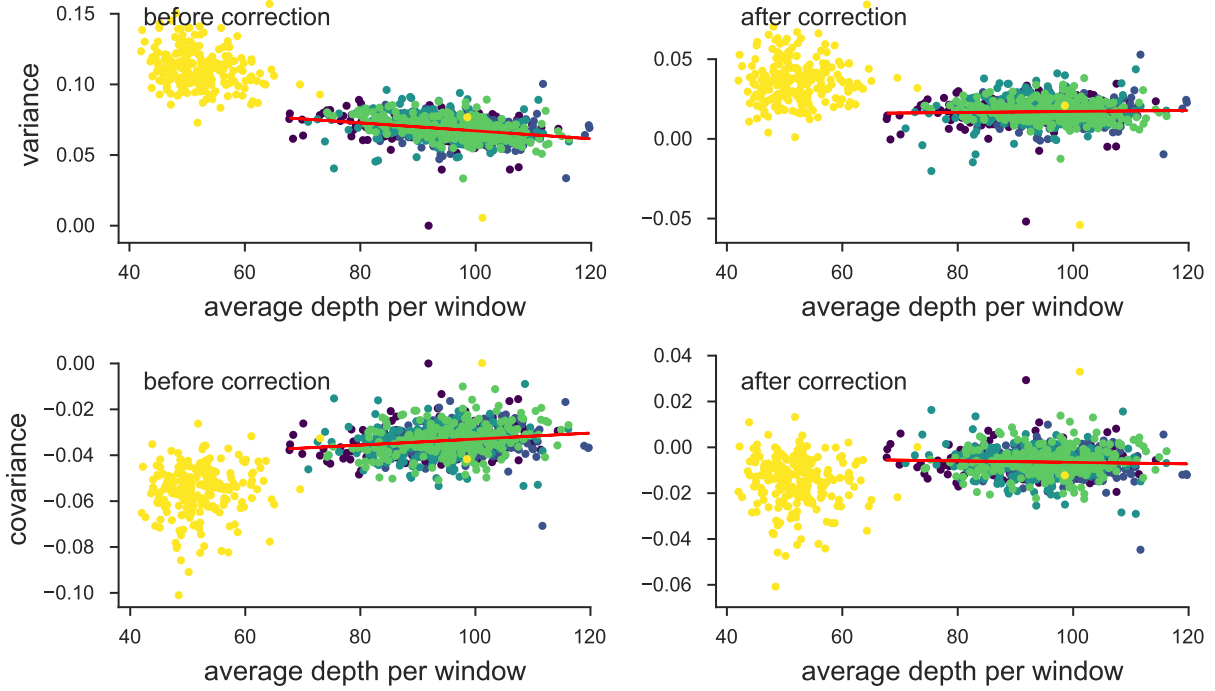 before correction
0.15
0.10
0.05
0.00
variance
40 60 80 100 120
average depth per window
after correction
0.05
0.00
−0.05
40 60 80 100 120
average depth per window
before correction
0.00
−0.02
−0.04
−0.06
−0.08
−0.10
covariance
40 60 80 100 120
average depth per window
after correction
0.04
0.02
0.00
−0.02
−0.04
−0.06
40 60 80 100 120
average depth per window